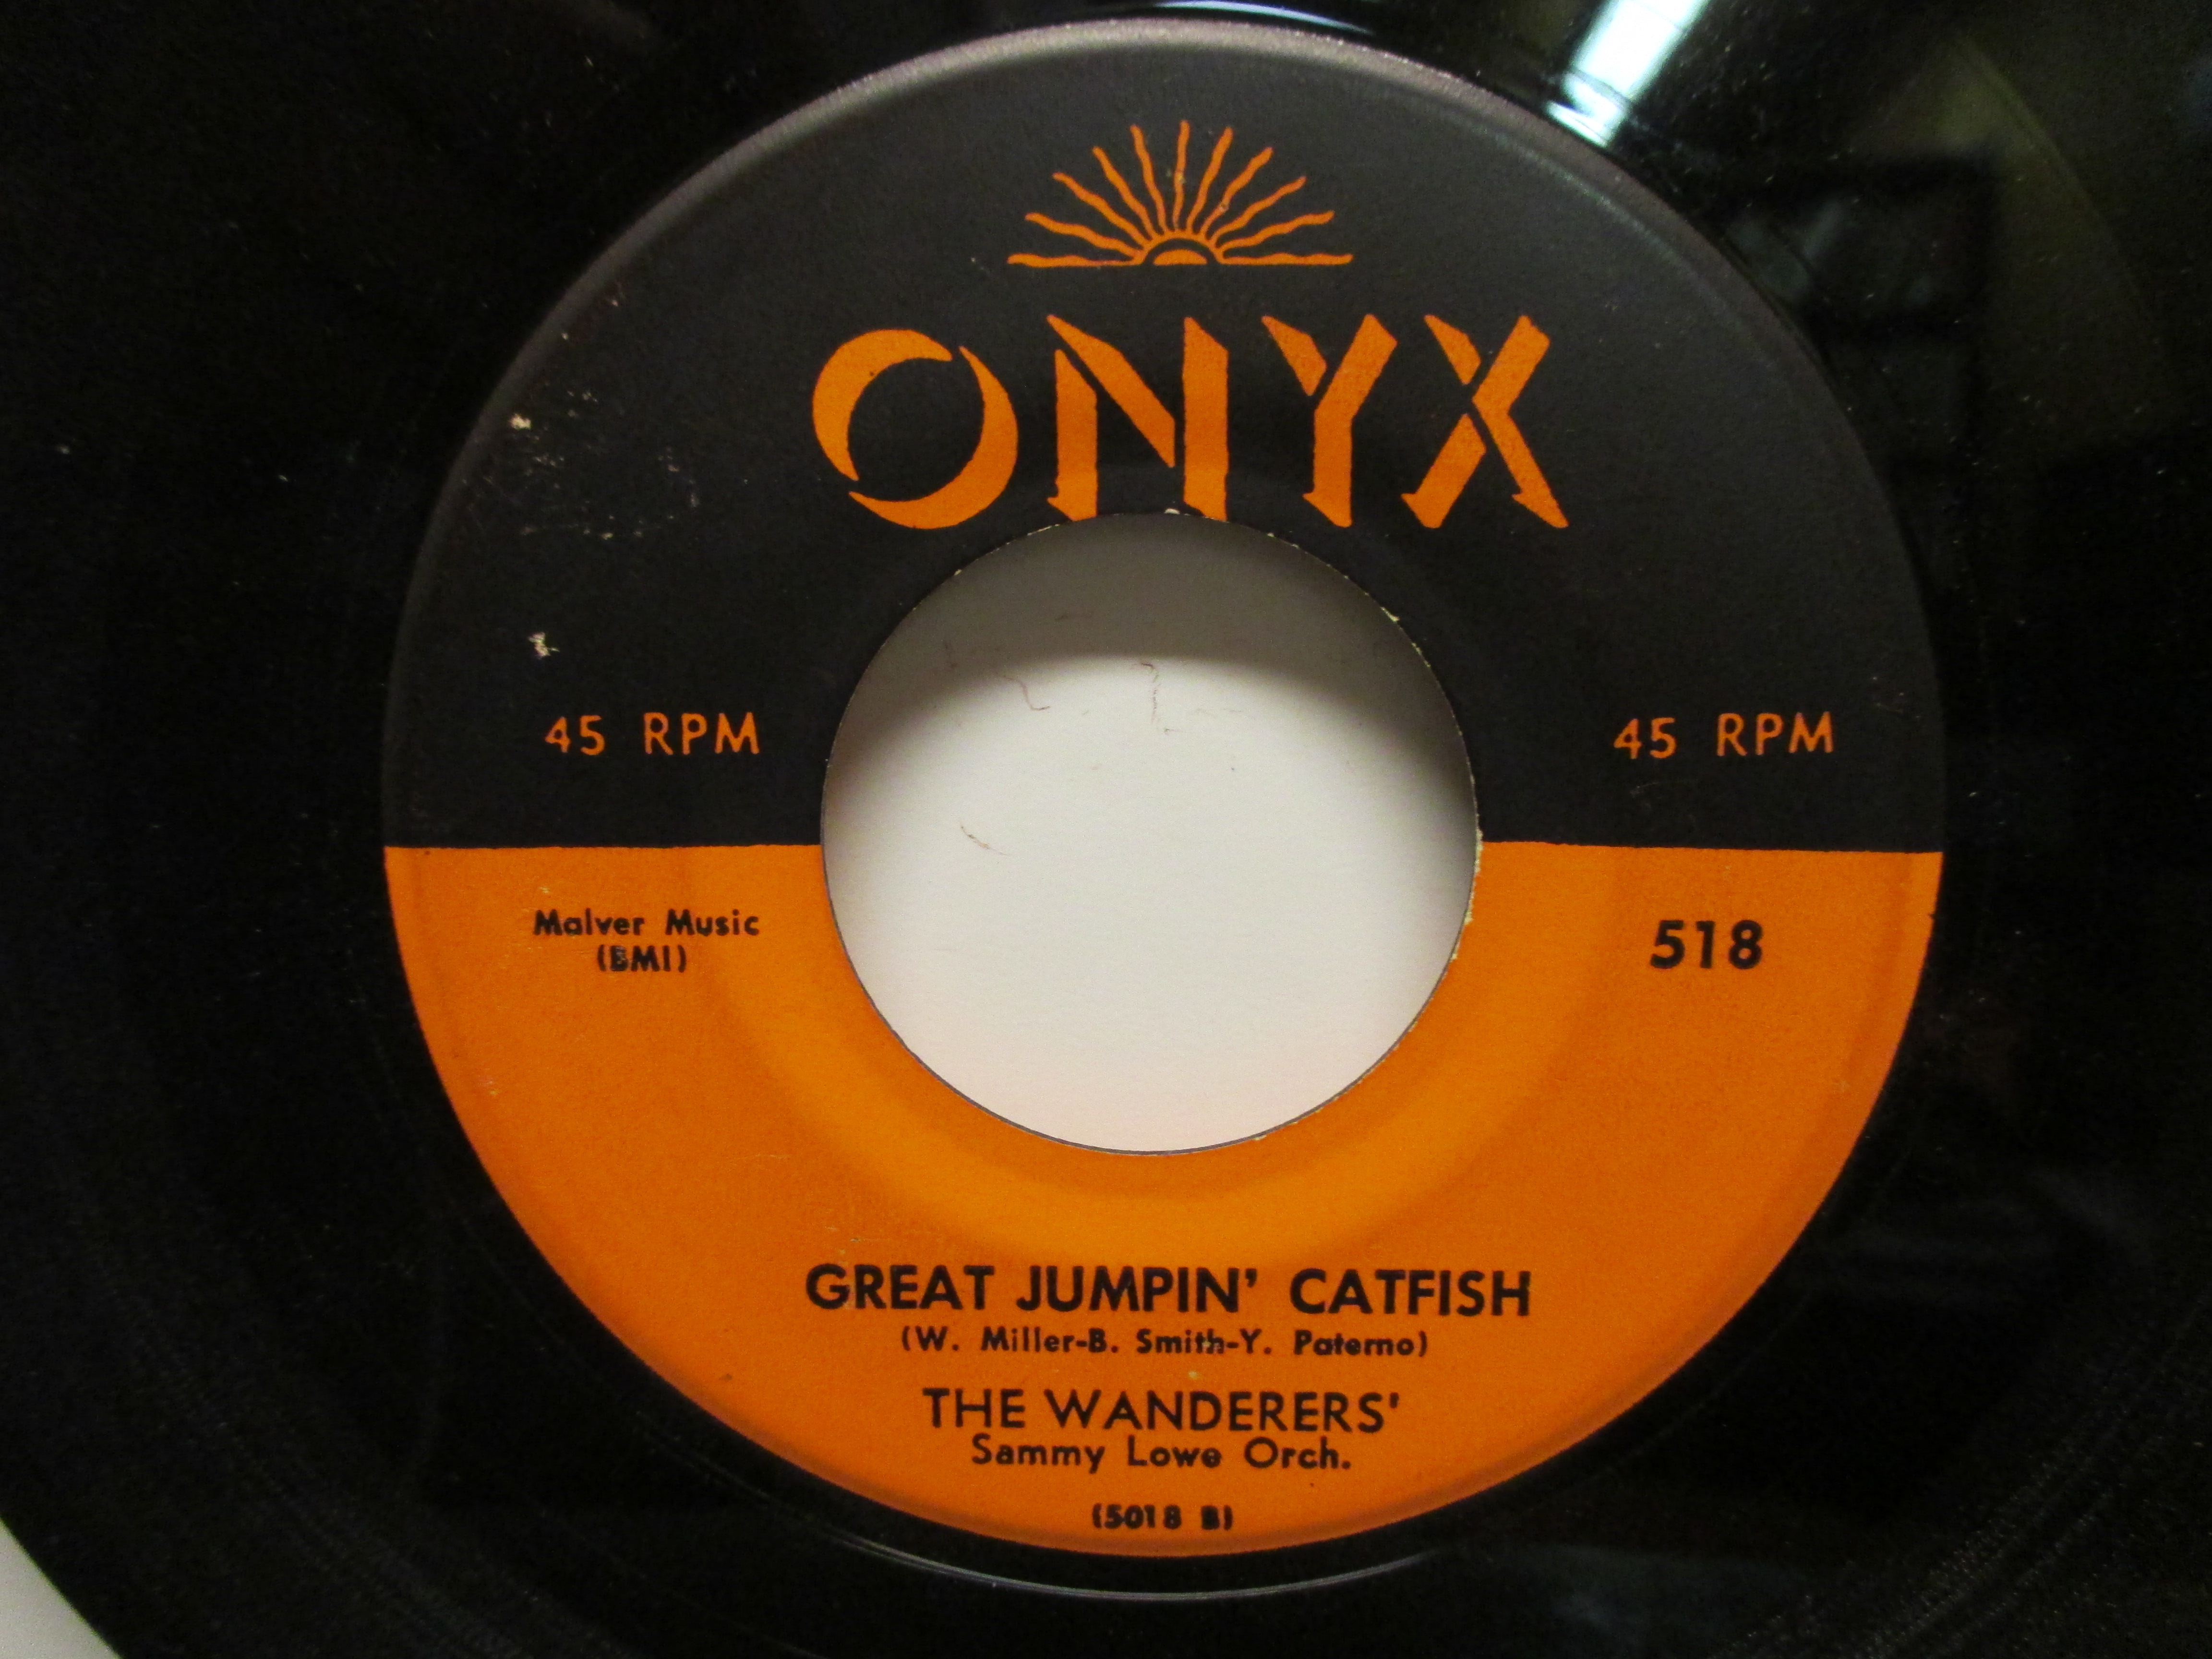 ONYX
45 RPM
45 RPM
Malver Music
(BMI)
518
GREAT JUMPIN' CATFISH
(W. Miller-B. Smith-Y. Paterno)
THE WANDERERS'
Sammy Lowe Orch.
(5018 B)